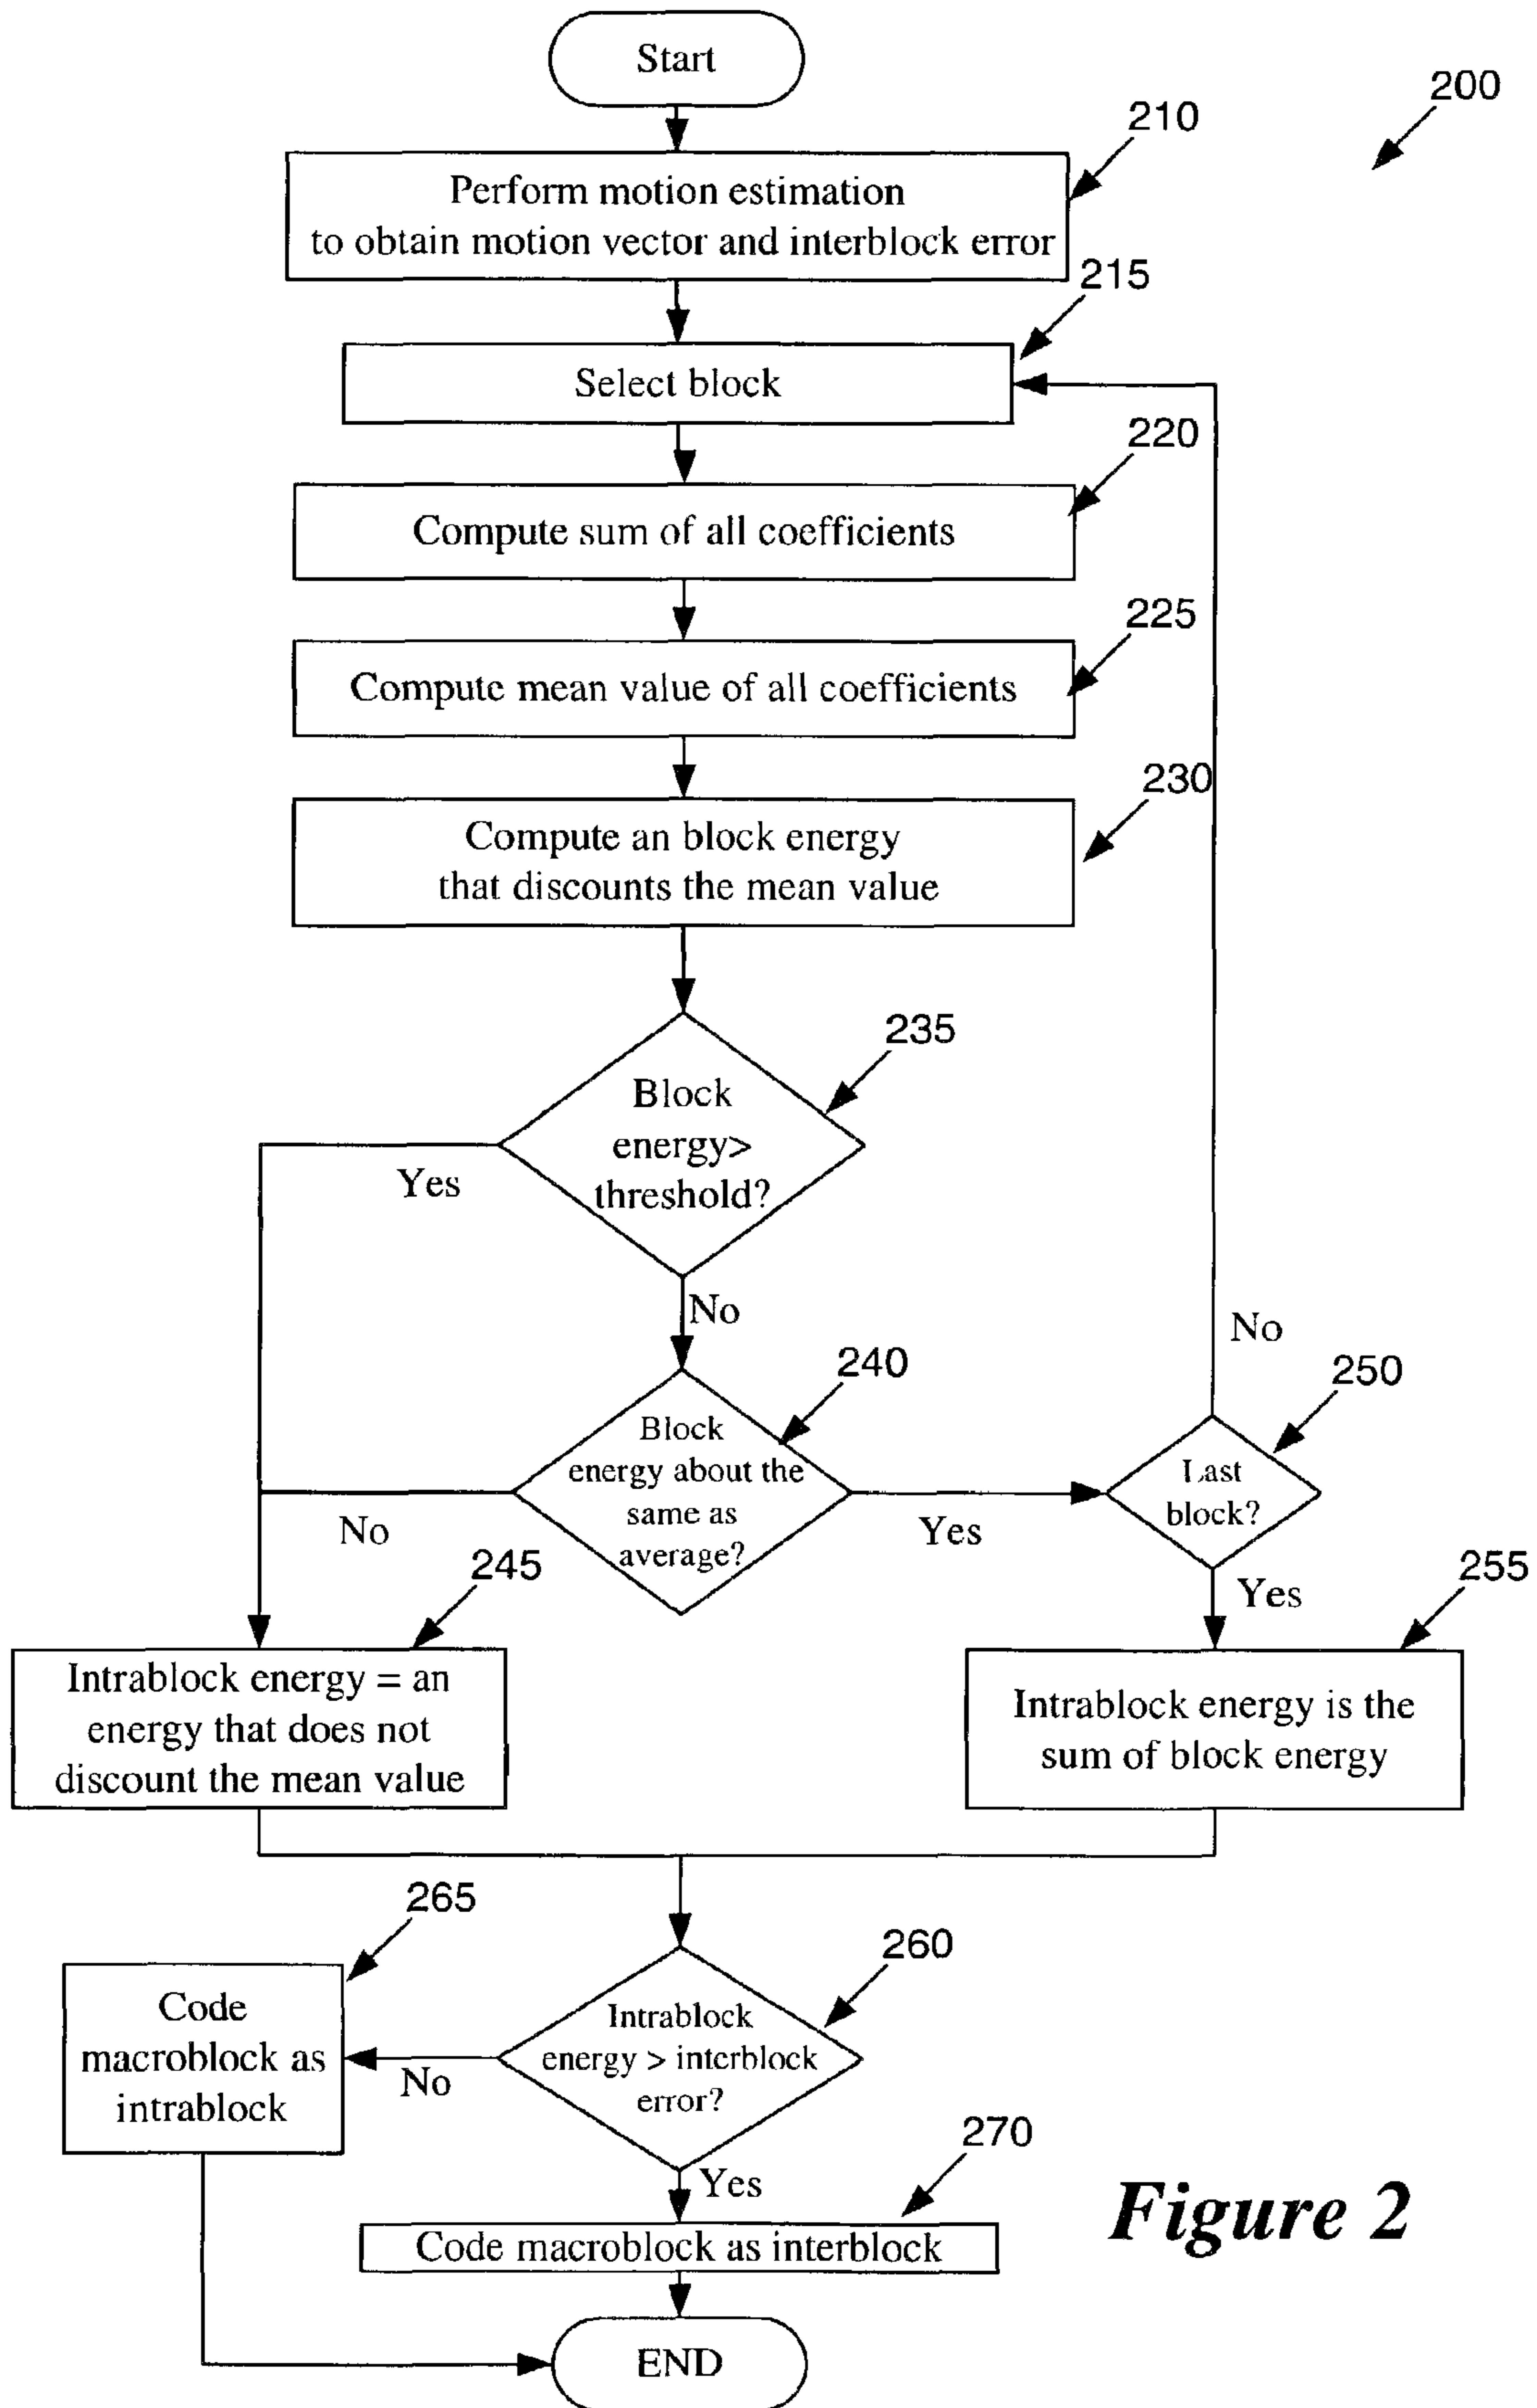 Start
200
210
Perform motion estimation
to obtain motion vector and interblock error
215
Select block
220
Compute sum of all coefficients
225
Compute mean value of all coefficients
230
Compute an block energy
that discounts the mean value
235
Block
energy>
threshold?
Yes
No
No
240
250
Block
energy about the
same as
average?
Last
block?
No
Yes
245
255
Yes
Intrablock energy = an
energy that does not
discount the mean value
Intrablock energy is the
sum of block energy
265
260
Code
macroblock as
intrablock
Intrablock
energy > interblock
error?
No
270
Yes
Figure 2
Code macroblock as interblock
END